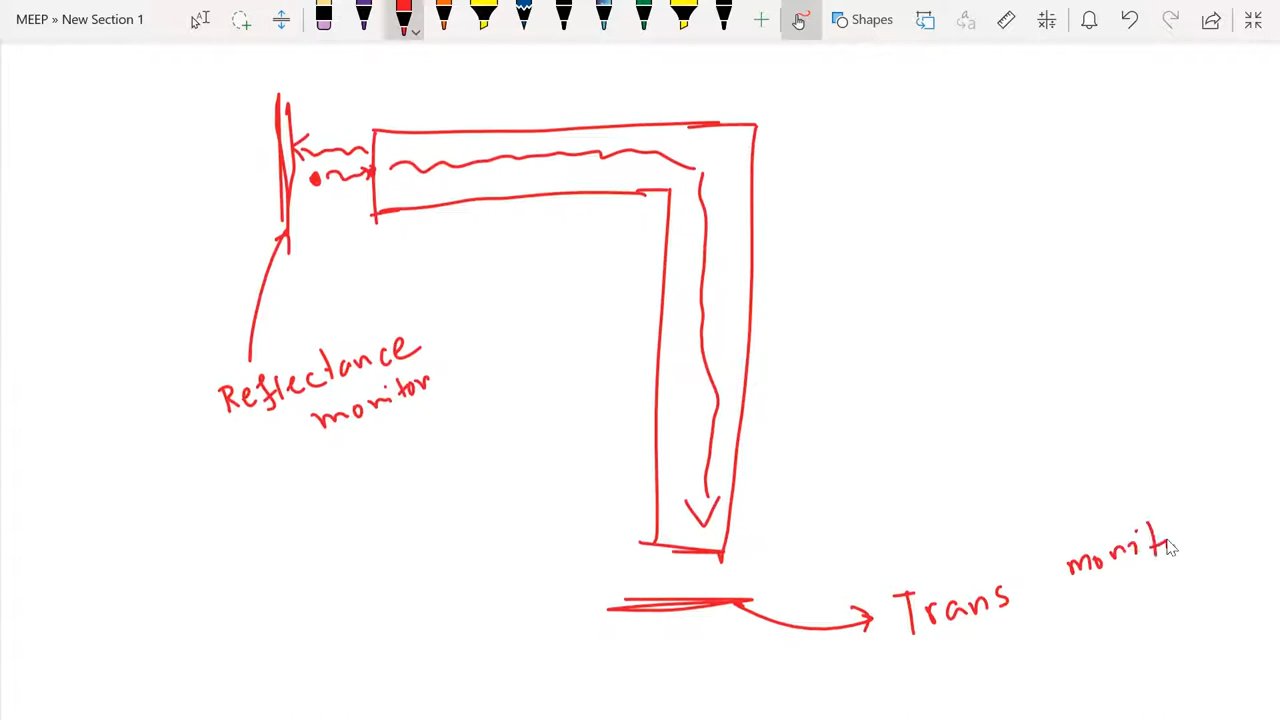 MEEP » New Section 1
Shapes
Reflectance
monitor
Trans monit